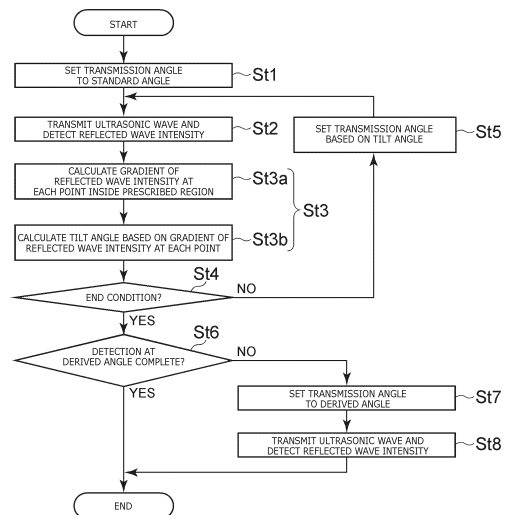 START
SET TRANSMISSION ANGLE
TO STANDARD ANGLE
St1
TRANSMIT ULTRASONIC WAVE AND
DETECT REFLECTED WAVE INTENSITY
St2
SET TRANSMISSION ANGLE
BASED ON TILT ANGLE
St5
CALCULATE GRADIENT OF
REFLECTED WAVE INTENSITY AT
EACH POINT INSIDE PRESCRIBED REGION
St3a
St3
CALCULATE TILT ANGLE BASED ON GRADIENT OF
REFLECTED WAVE INTENSITY AT EACH POINT
St3b
St4
END CONDITION?
NO
YES
St6
DETECTION AT
DERIVED ANGLE COMPLETE?
NO
YES
SET TRANSMISSION ANGLE
TO DERIVED ANGLE
St7
TRANSMIT ULTRASONIC WAVE AND
DETECT REFLECTED WAVE INTENSITY
St8
END